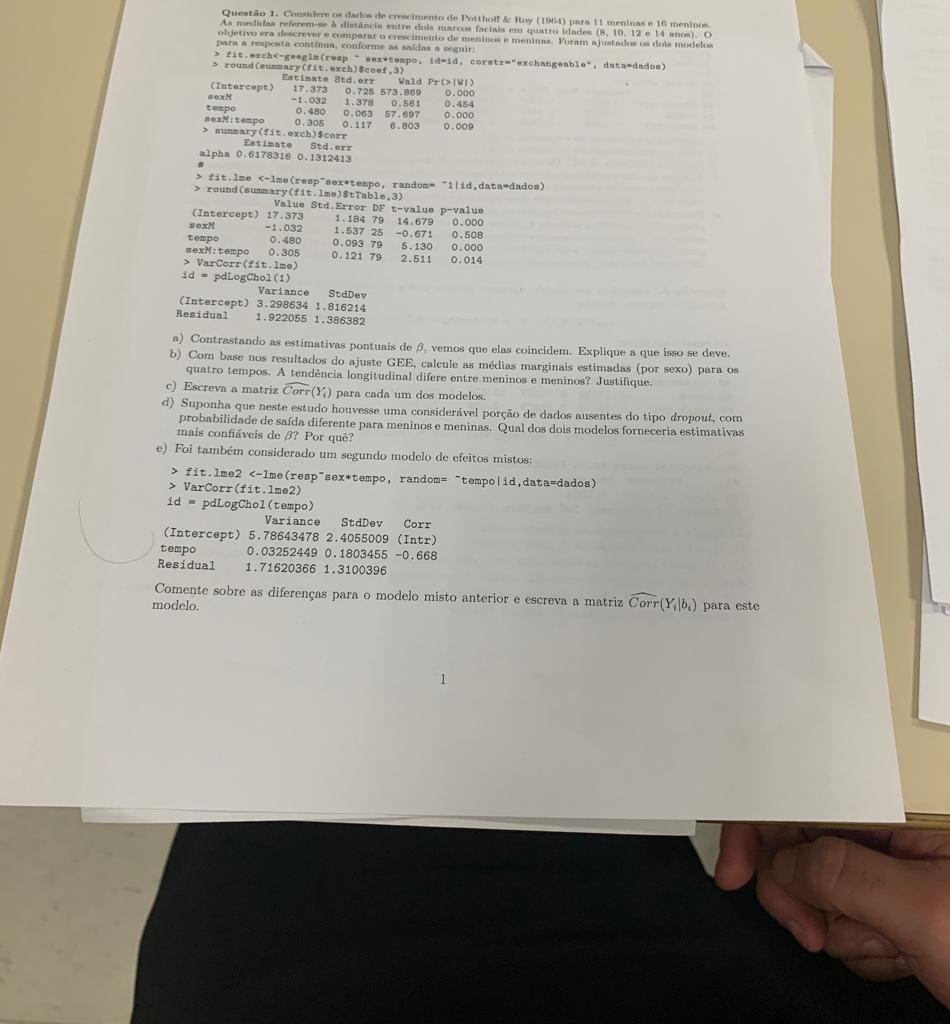 Questão 1. Considere os dados de crescimento de Potthoff & Roy (1964) para 11 meninas e 16 meninos.
As medidas referem-se à distância entre dois marcos faciais em quatro idades (8, 10, 12 e 14 anos). O
objetivo era descrever e comparar o crescimento de meninos e meninas. Foram ajustados os dois modelos
para a resposta contínua, conforme as saídas a seguir:
> fit.exch<-geeglm(resp ~ sex*tempo, id=id, corstr="exchangeable", data=dados)
> round(summary(fit.exch)$coef,3)
Estimate Std.err Wald Pr(>|W|)
(Intercept) 17.373 0.725 573.869 0.000
sexM -1.032 1.378 0.561 0.454
tempo 0.480 0.063 57.697 0.000
sexM:tempo 0.305 0.117 6.803 0.009
> summary(fit.exch)$corr
Estimate Std.err
alpha 0.6178316 0.1312413
#
> fit.lme <-lme(resp~sex*tempo, random= ~1|id,data=dados)
> round(summary(fit.lme)$tTable,3)
Value Std.Error DF t-value p-value
(Intercept) 17.373 1.184 79 14.679 0.000
sexM -1.032 1.537 25 -0.671 0.508
tempo 0.480 0.093 79 5.130 0.000
sexM:tempo 0.305 0.121 79 2.511 0.014
> VarCorr(fit.lme)
id = pdLogChol(1)
Variance StdDev
(Intercept) 3.298634 1.816214
Residual 1.922055 1.386382
a) Contrastando as estimativas pontuais de β, vemos que elas coincidem. Explique a que isso se deve.
b) Com base nos resultados do ajuste GEE, calcule as médias marginais estimadas (por sexo) para os
quatro tempos. A tendência longitudinal difere entre meninos e meninos? Justifique.
c) Escreva a matriz Corr(Yᵢ) para cada um dos modelos.
d) Suponha que neste estudo houvesse uma considerável porção de dados ausentes do tipo dropout, com
probabilidade de saída diferente para meninos e meninas. Qual dos dois modelos forneceria estimativas
mais confiáveis de β? Por quê?
e) Foi também considerado um segundo modelo de efeitos mistos:
> fit.lme2 <-lme(resp~sex*tempo, random= ~tempo|id,data=dados)
> VarCorr(fit.lme2)
id = pdLogChol(tempo)
Variance StdDev Corr
(Intercept) 5.78643478 2.4055009 (Intr)
tempo 0.03252449 0.1803455 -0.668
Residual 1.71620366 1.3100396
Comente sobre as diferenças para o modelo misto anterior e escreva a matriz Corr(Yᵢ|bᵢ) para este
modelo.
1